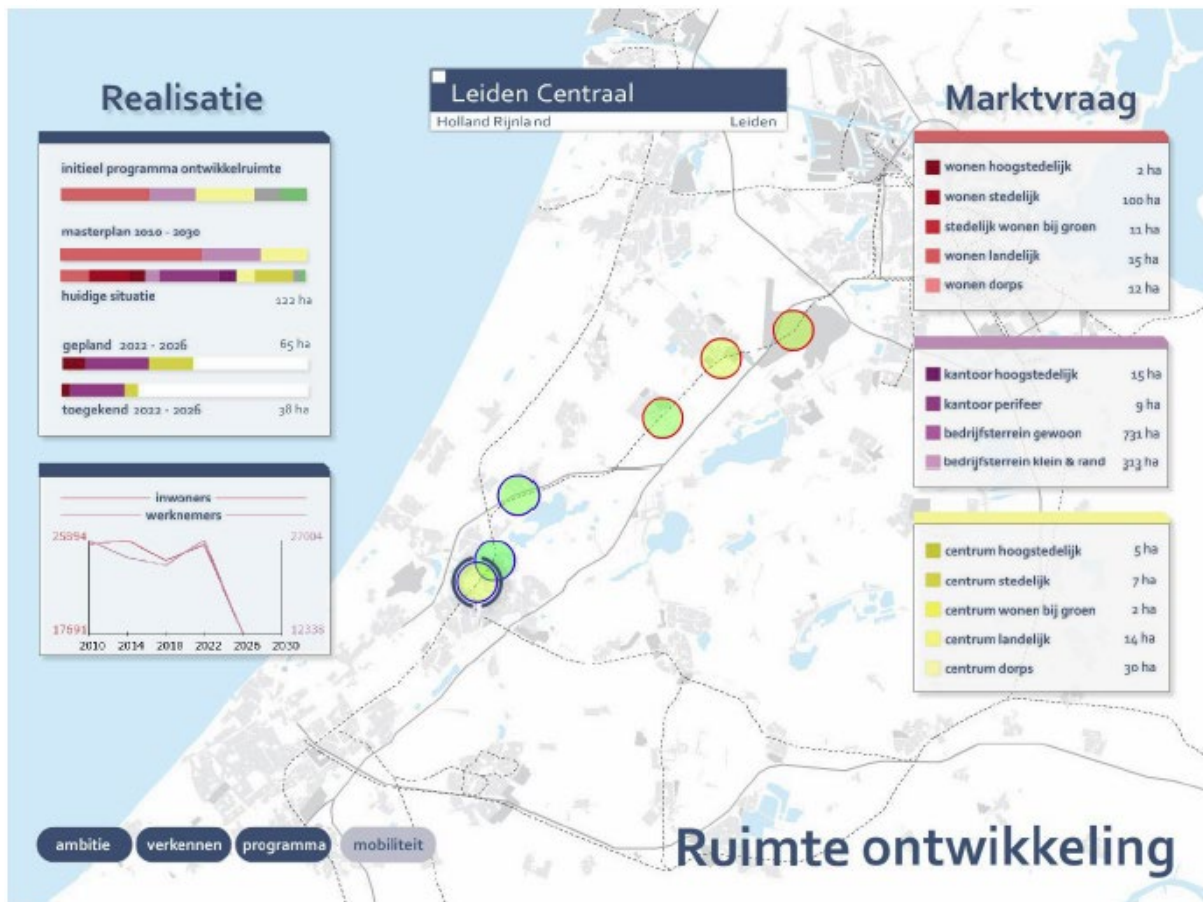 Realisatie
Leiden Centraal
Holland Rijnland Leiden
Marktvraag
initieel programma ontwikkelruimte
masterplan 2010 - 2030
huidige situatie 122 ha
gepland 2022 - 2026 65 ha
toegekend 2022 - 2026 38 ha
inwoners
werknemers
25894 27004
17691 12338
2010 2014 2018 2022 2026 2030
wonen hoogstedelijk 2 ha
wonen stedelijk 100 ha
stedelijk wonen bij groen 11 ha
wonen landelijk 15 ha
wonen dorps 12 ha
kantoor hoogstedelijk 15 ha
kantoor perifeer 9 ha
bedrijfsterrein gewoon 731 ha
bedrijfsterrein klein & rand 313 ha
centrum hoogstedelijk 5 ha
centrum stedelijk 7 ha
centrum wonen bij groen 2 ha
centrum landelijk 14 ha
centrum dorps 30 ha
ambitie verkennen programma mobiliteit
Ruimte ontwikkeling